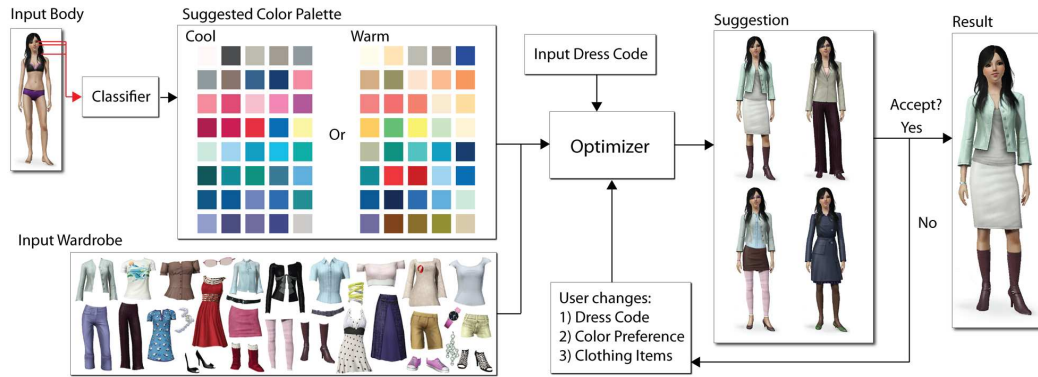 Input Body
Suggested Color Palette
Cool
Warm
Classifier
Or
Input Dress Code
Optimizer
Suggestion
Accept?
Yes
No
Result
Input Wardrobe
User changes:
1) Dress Code
2) Color Preference
3) Clothing Items